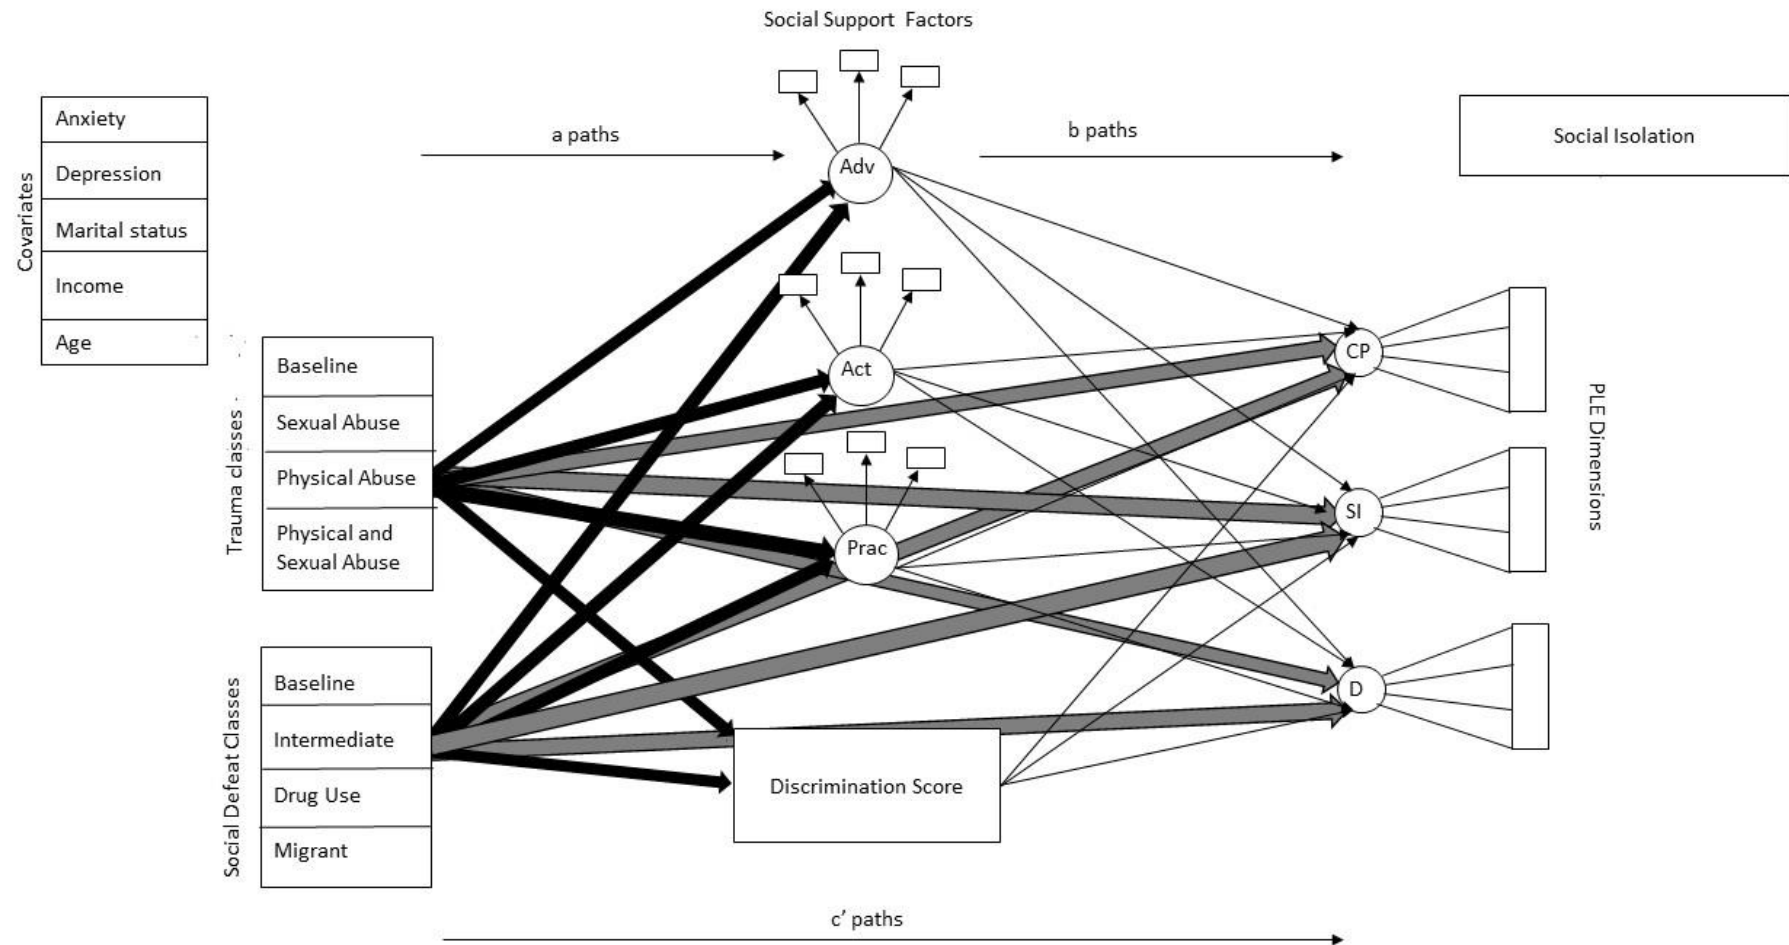 Social Support Factors
Covariates
Anxiety
Depression
Marital status
Income
Age
a paths
b paths
Social Isolation
Adv
Act
Prac
Trauma classes
Baseline
Sexual Abuse
Physical Abuse
Physical and
Sexual Abuse
CP
SI
D
PLE Dimensions
Social Defeat Classes
Baseline
Intermediate
Drug Use
Migrant
Discrimination Score
c’ paths